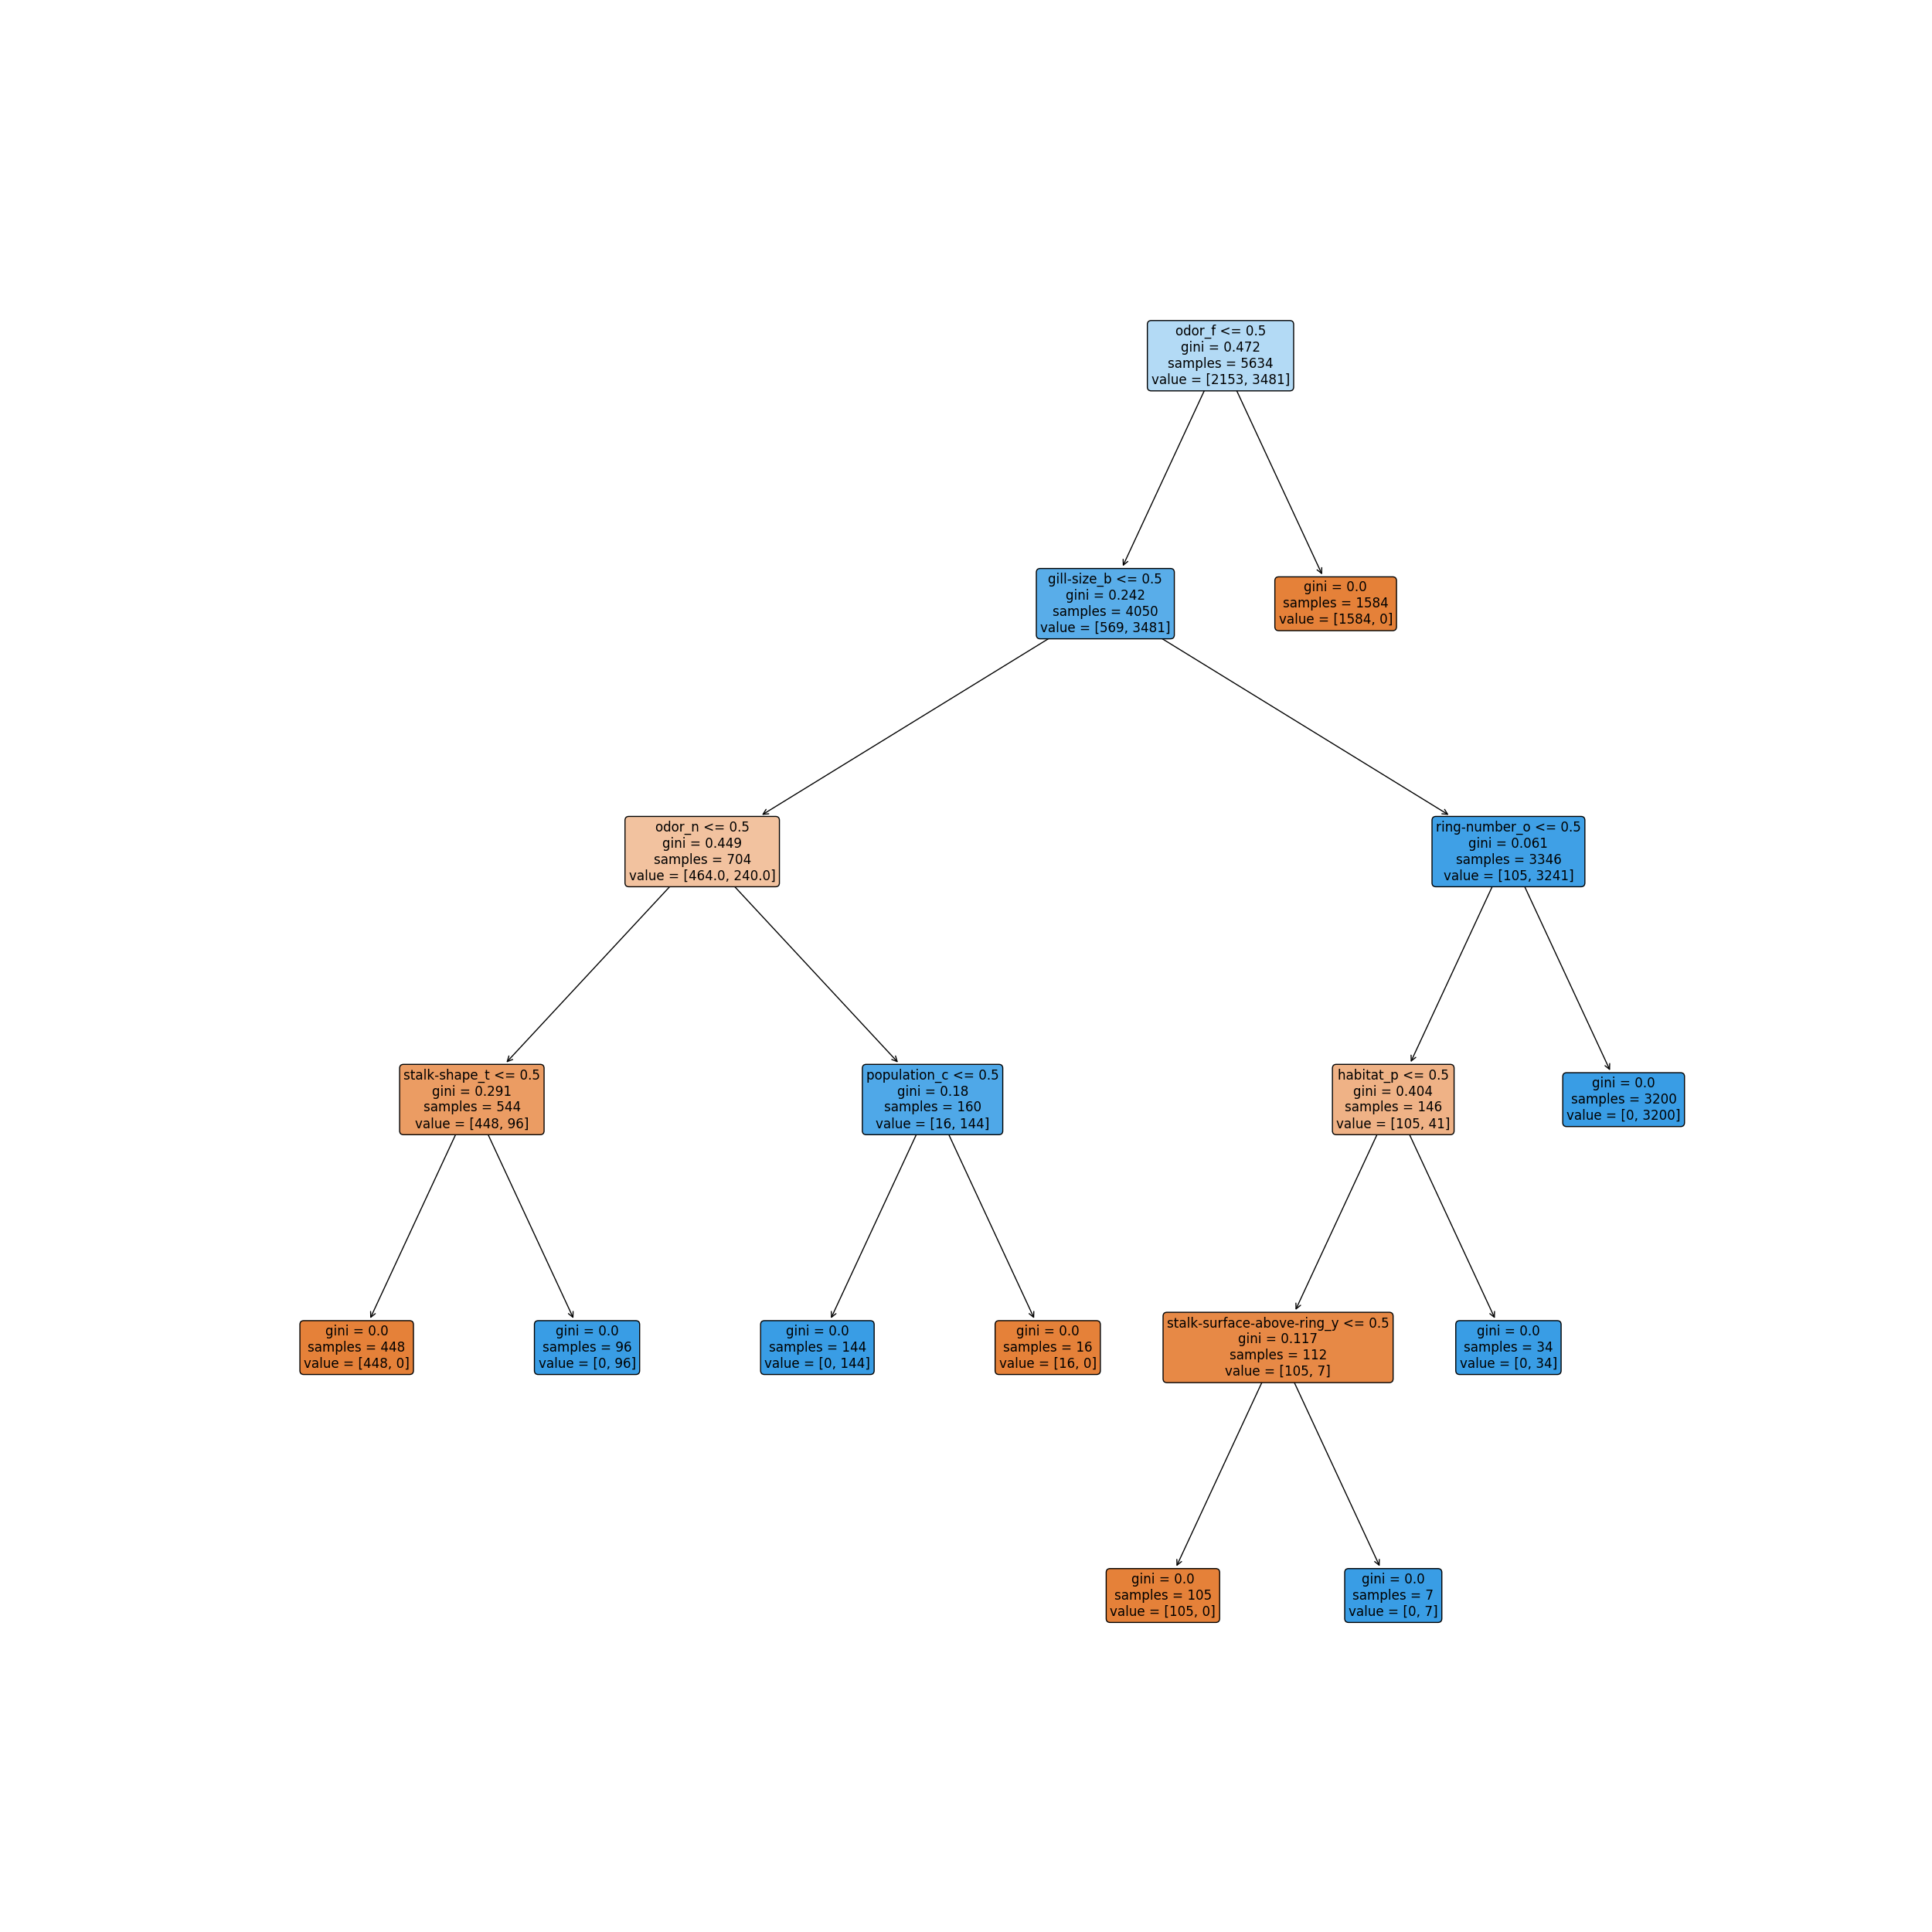 odor_f <= 0.5
gini = 0.472
samples = 5634
value = [2153, 3481]
gill-size_b <= 0.5
gini = 0.242
samples = 4050
value = [569, 3481]
gini = 0.0
samples = 1584
value = [1584, 0]
odor_n <= 0.5
gini = 0.449
samples = 704
value = [464.0, 240.0]
ring-number_o <= 0.5
gini = 0.061
samples = 3346
value = [105, 3241]
stalk-shape_t <= 0.5
gini = 0.291
samples = 544
value = [448, 96]
population_c <= 0.5
gini = 0.18
samples = 160
value = [16, 144]
habitat_p <= 0.5
gini = 0.404
samples = 146
value = [105, 41]
gini = 0.0
samples = 3200
value = [0, 3200]
gini = 0.0
samples = 448
value = [448, 0]
gini = 0.0
samples = 96
value = [0, 96]
gini = 0.0
samples = 144
value = [0, 144]
gini = 0.0
samples = 16
value = [16, 0]
stalk-surface-above-ring_y <= 0.5
gini = 0.117
samples = 112
value = [105, 7]
gini = 0.0
samples = 34
value = [0, 34]
gini = 0.0
samples = 105
value = [105, 0]
gini = 0.0
samples = 7
value = [0, 7]